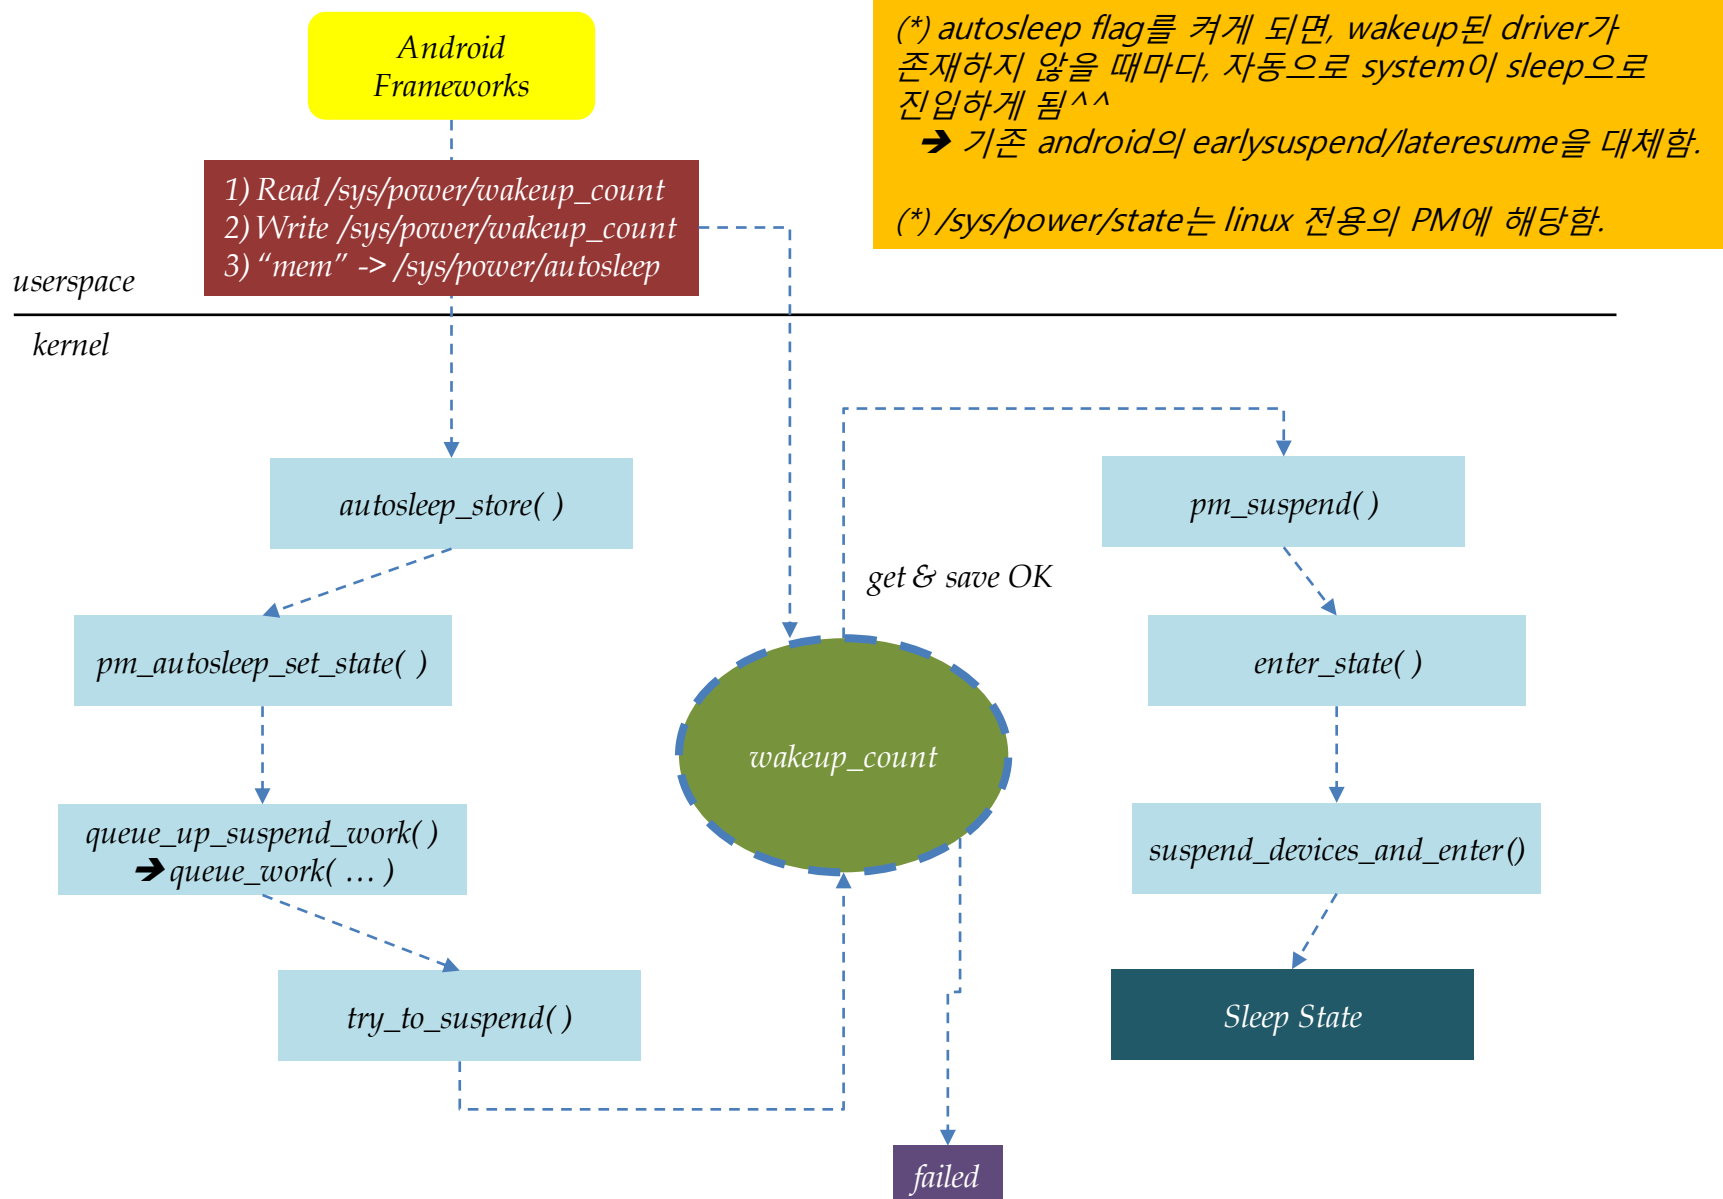 Android
Frameworks
(*) autosleep flag를 켜게 되면, wakeup된 driver가
존재하지 않을 때마다, 자동으로 system이 sleep으로
진입하게 됨^^
➔ 기존 android의 earlysuspend/lateresume을 대체함.
(*) /sys/power/state는 linux 전용의 PM에 해당함.
1) Read /sys/power/wakeup_count
2) Write /sys/power/wakeup_count
3) “mem” -> /sys/power/autosleep
userspace
kernel
autosleep_store( )
pm_suspend( )
get & save OK
pm_autosleep_set_state( )
enter_state( )
wakeup_count
queue_up_suspend_work( )
➔ queue_work( … )
suspend_devices_and_enter()
try_to_suspend( )
Sleep State
failed